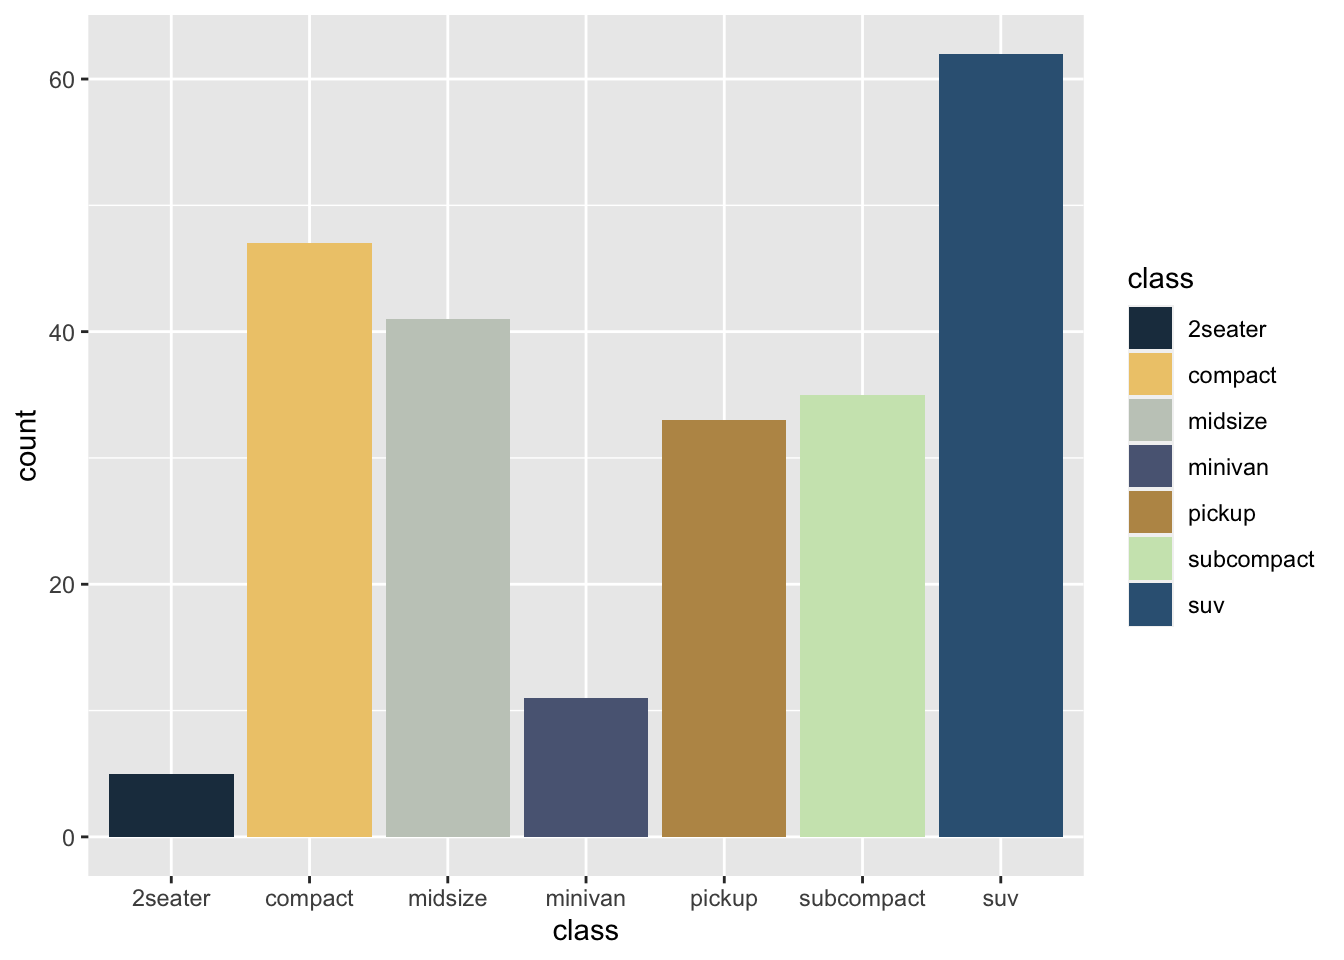 60
40
20
0
count
2seater compact midsize minivan pickup subcompact suv
class
class
2seater
compact
midsize
minivan
pickup
subcompact
suv